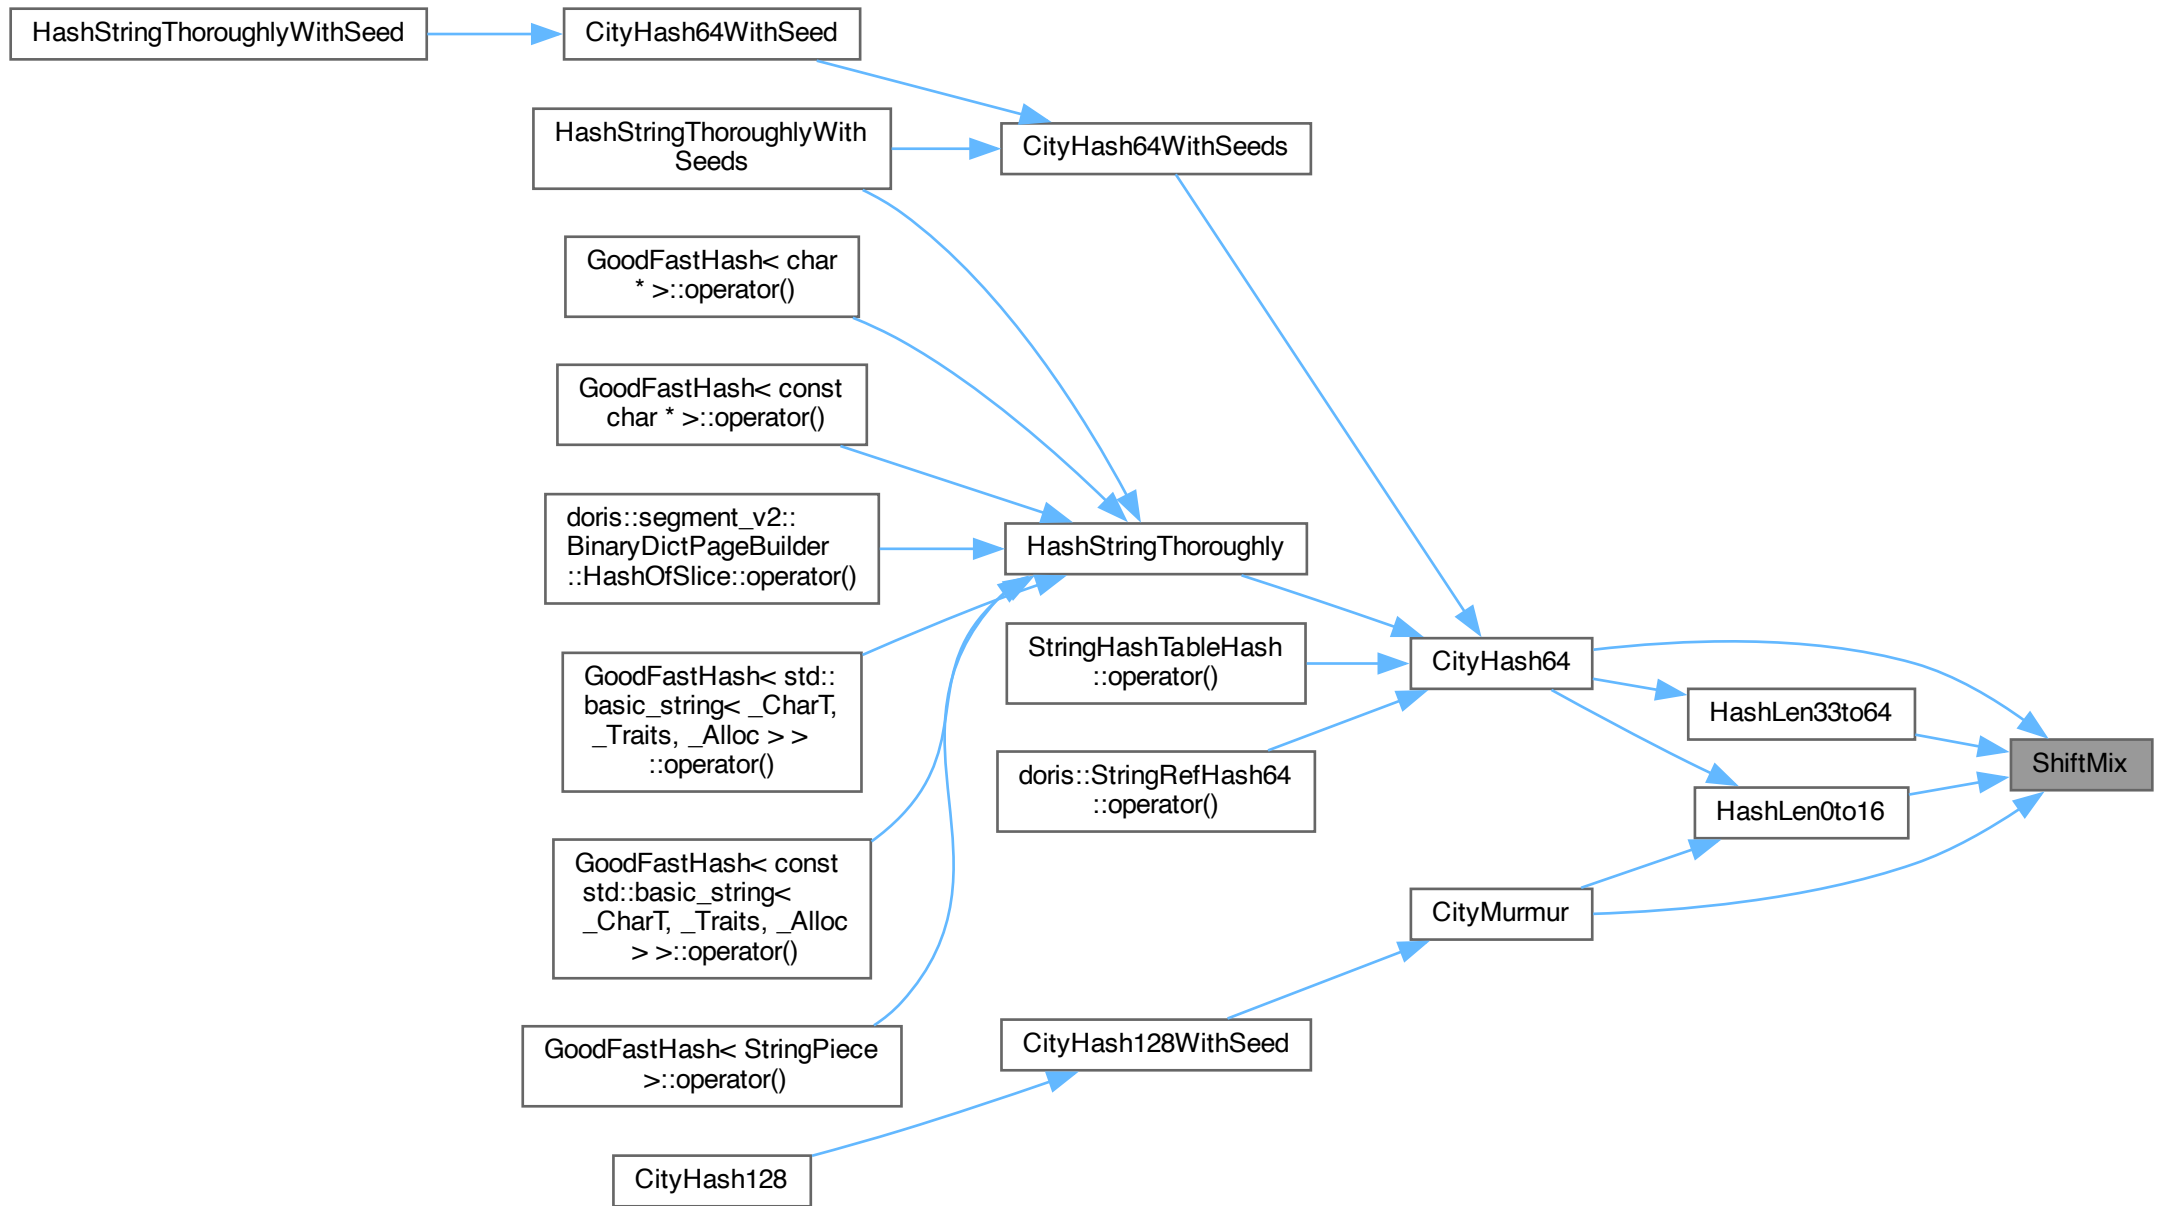 HashStringThoroughlyWithSeed
CityHash64WithSeed
HashStringThoroughlyWith
Seeds
CityHash64WithSeeds
GoodFastHash< char
* >::operator()
GoodFastHash< const
char * >::operator()
doris::segment_v2::
BinaryDictPageBuilder
::HashOfSlice::operator()
HashStringThoroughly
GoodFastHash< std::
basic_string< _CharT,
_Traits, _Alloc > >
::operator()
StringHashTableHash
::operator()
CityHash64
HashLen33to64
ShiftMix
doris::StringRefHash64
::operator()
HashLen0to16
GoodFastHash< const
std::basic_string<
_CharT, _Traits, _Alloc
> >::operator()
CityMurmur
GoodFastHash< StringPiece
>::operator()
CityHash128WithSeed
CityHash128